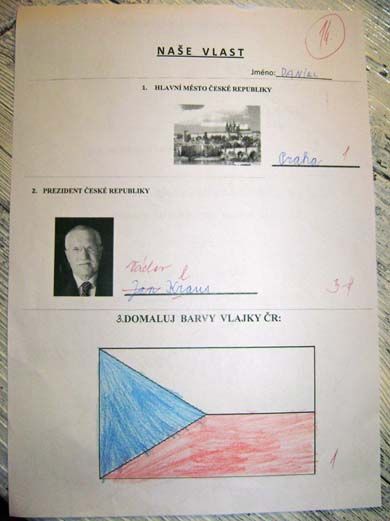 NAŠE VLAST
Jméno: DANIEL
1. HLAVNÍ MĚSTO ČESKÉ REPUBLIKY
Praha 1
2. PREZIDENT ČESKÉ REPUBLIKY
Václav l
Jan Kraus
3.DOMALUJ BARVY VLAJKY ČR:
1